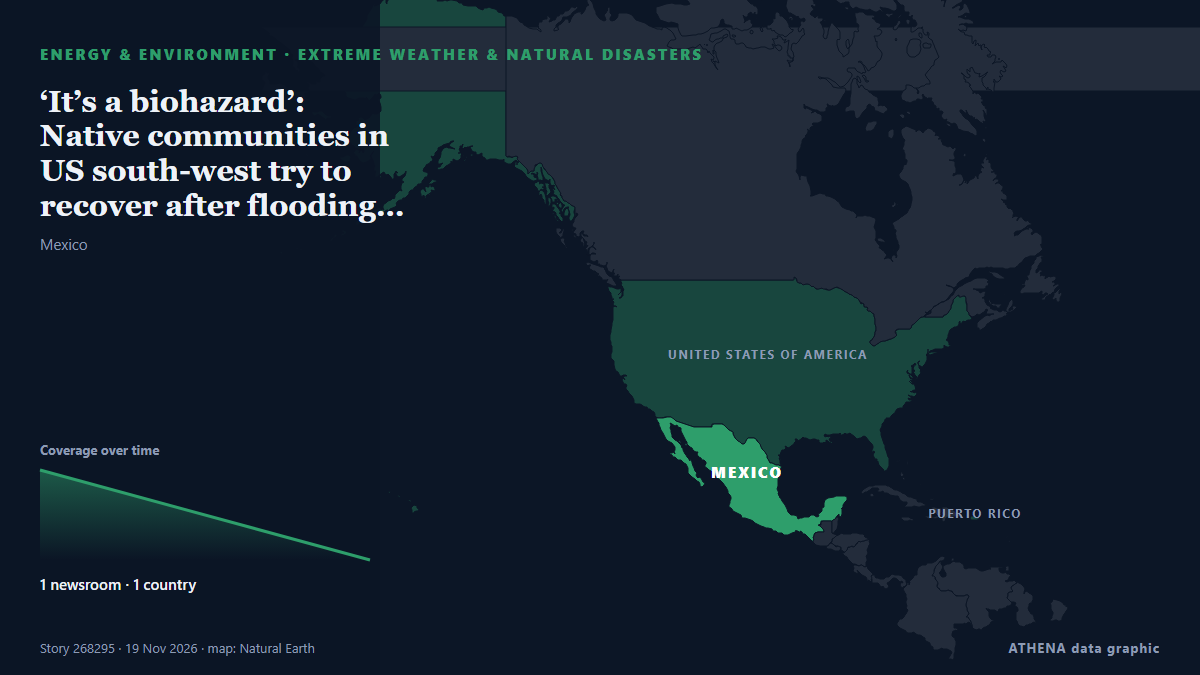 ENERGY & ENVIRONMENT · EXTREME WEATHER & NATURAL DISASTERS
‘It’s a biohazard’:
Native communities in
US south-west try to
recover after flooding...
Mexico
UNITED STATES OF AMERICA
MEXICO
PUERTO RICO
Coverage over time
1 newsroom · 1 country
Story 268295 · 19 Nov 2026 · map: Natural Earth
ATHENA data graphic